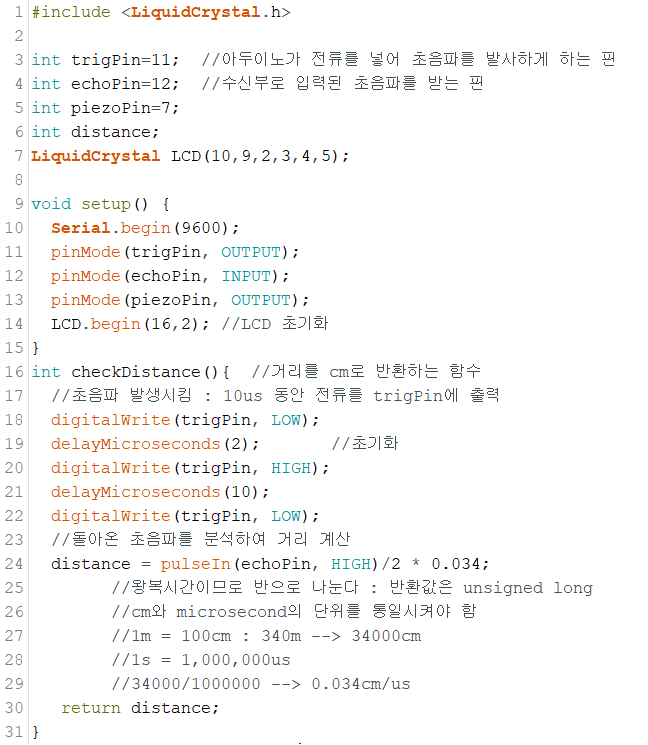 1 #include <LiquidCrystal.h>
2
3 int trigPin=11;  //아두이노가 전류를 넣어 초음파를 발사하게 하는 핀
4 int echoPin=12;  //수신부로 입력된 초음파를 받는 핀
5 int piezoPin=7;
6 int distance;
7 LiquidCrystal LCD(10,9,2,3,4,5);
8
9 void setup() {
10   Serial.begin(9600);
11   pinMode(trigPin, OUTPUT);
12   pinMode(echoPin, INPUT);
13   pinMode(piezoPin, OUTPUT);
14   LCD.begin(16,2); //LCD 초기화
15 }
16 int checkDistance(){  //거리를 cm로 반환하는 함수
17   //초음파 발생시킴 : 10us 동안 전류를 trigPin에 출력
18   digitalWrite(trigPin, LOW);
19   delayMicroseconds(2);       //초기화
20   digitalWrite(trigPin, HIGH);
21   delayMicroseconds(10);
22   digitalWrite(trigPin, LOW);
23   //돌아온 초음파를 분석하여 거리 계산
24   distance = pulseIn(echoPin, HIGH)/2 * 0.034;
25         //왕복시간이므로 반으로 나눈다 : 반환값은 unsigned long
26         //cm와 microsecond의 단위를 통일시켜야 함
27         //1m = 100cm : 340m --> 34000cm
28         //1s = 1,000,000us
29         //34000/1000000 --> 0.034cm/us
30    return distance;
31 }